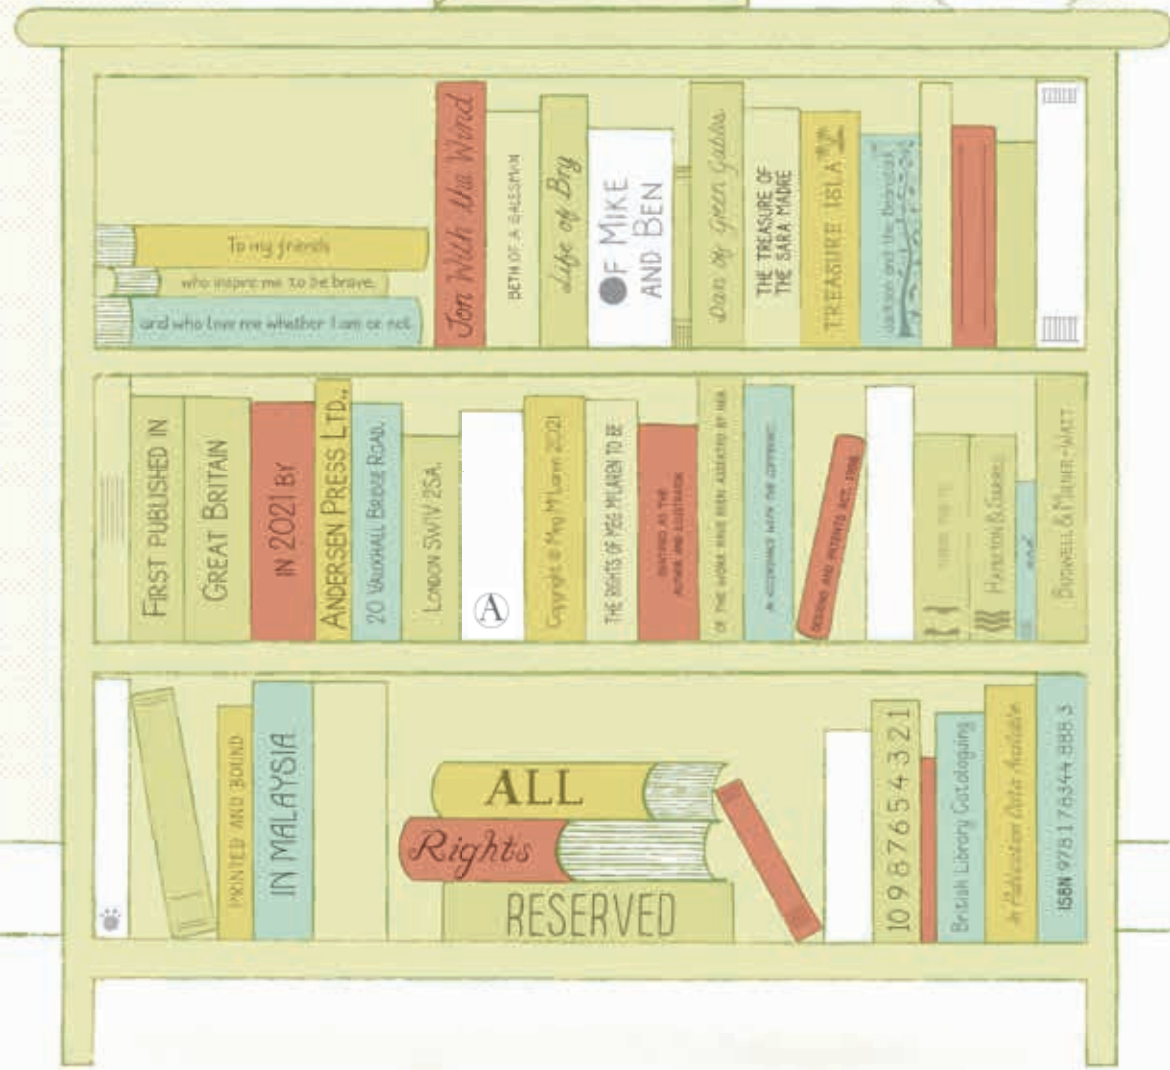 To my friends
who inspire me to be brave,
and who love me whether I am or not
Jon With the Wind
BETH OF A SALESMAN
Life of Bry
OF MIKE
AND BEN
Dan of Green Gables
THE TREASURE OF
THE SARA MADRE
TREASURE ISLA
Jackson and the Beanstalk
FIRST PUBLISHED IN
GREAT BRITAIN
IN 2021 BY
ANDERSEN PRESS LTD.,
20 VAUXHALL BRIDGE ROAD,
LONDON SW1V 2SA.
A
Copyright © Meg McLaren 2021
THE RIGHTS OF MEG MCLAREN TO BE
IDENTIFIED AS THE
AUTHOR AND ILLUSTRATOR
OF THIS WORK HAVE BEEN ASSERTED BY HER
IN ACCORDANCE WITH THE COPYRIGHT,
DESIGNS AND PATENTS ACT, 1988.
and
PRINTED AND BOUND
IN MALAYSIA
ALL
Rights
RESERVED
10 9 8 7 6 5 4 3 2 1
British Library Cataloguing
in Publication Data Available
ISBN 978 1 78344 888 3